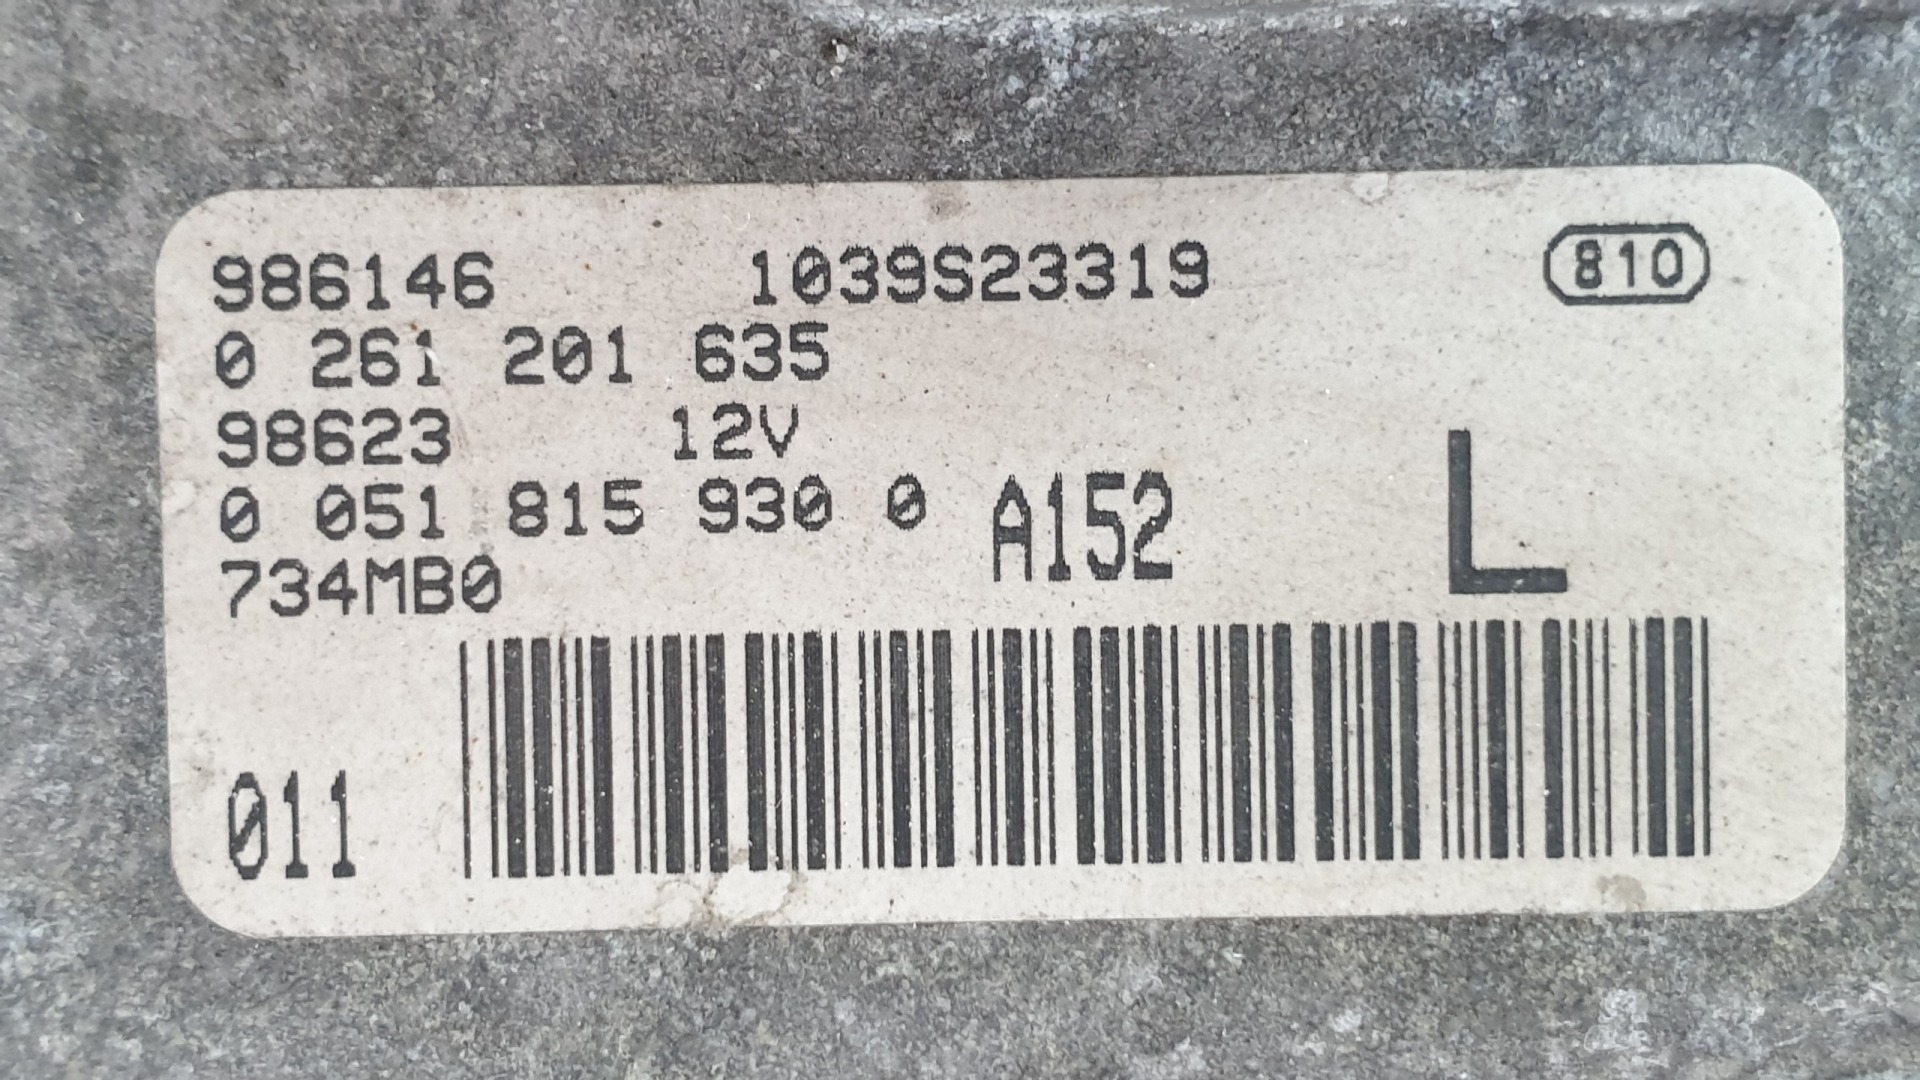 986146 1039S23319 810
0 261 201 635
98623 12V
0 051 815 930 0 A152 L
734MB0
011